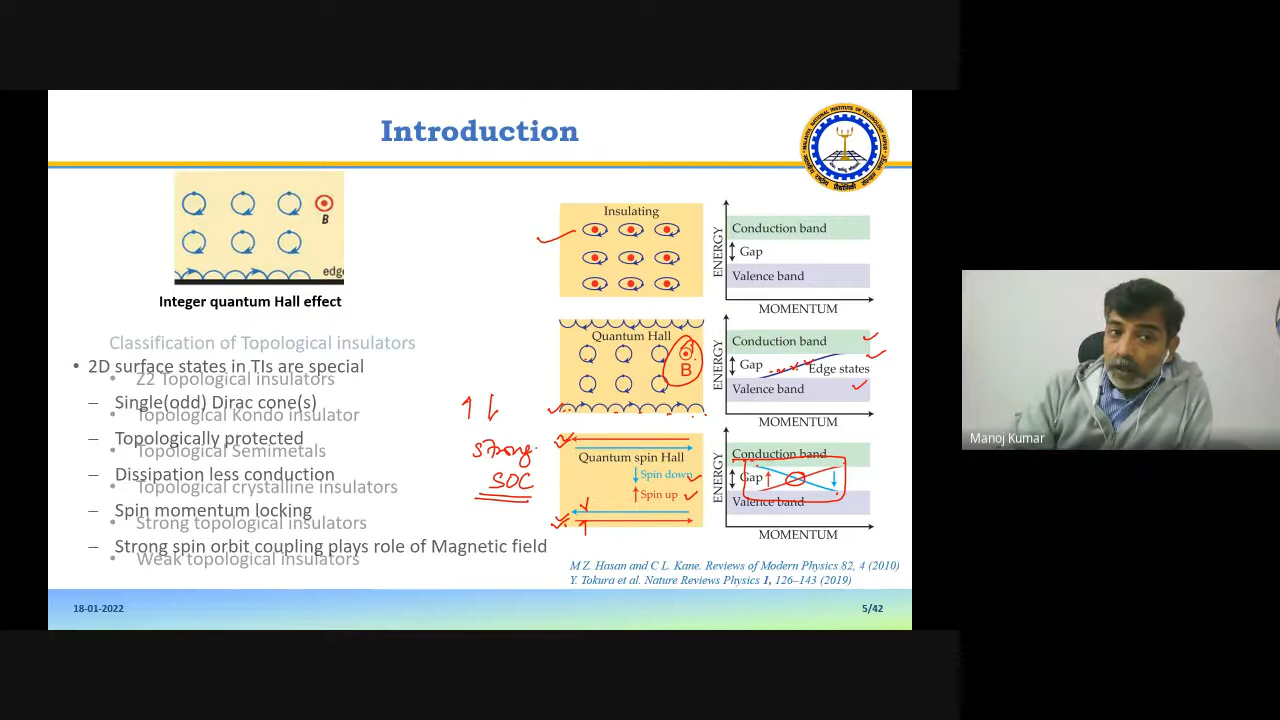 Introduction
B
edge
Integer quantum Hall effect
Classification of Topological insulators
• 2D surface states in TIs are special
• Z2 Topological insulators
– Single(odd) Dirac cone(s)
• Topological Kondo insulator
– Topologically protected
• Topological Semimetals
– Dissipation less conduction
• Topological crystalline insulators
– Spin momentum locking
• Strong topological insulators
– Strong spin orbit coupling plays role of Magnetic field
• Weak topological insulators
strong
SOC
Insulating
ENERGY
Conduction band
Gap
Valence band
MOMENTUM
Quantum Hall
B
ENERGY
Conduction band
Gap
Edge states
Valence band
MOMENTUM
Quantum spin Hall
Spin down
Spin up
ENERGY
Conduction band
Gap
Valence band
MOMENTUM
M Z. Hasan and C L. Kane. Reviews of Modern Physics 82, 4 (2010)
Y. Tokura et al. Nature Reviews Physics 1, 126–143 (2019)
18-01-2022
5/42
Manoj Kumar